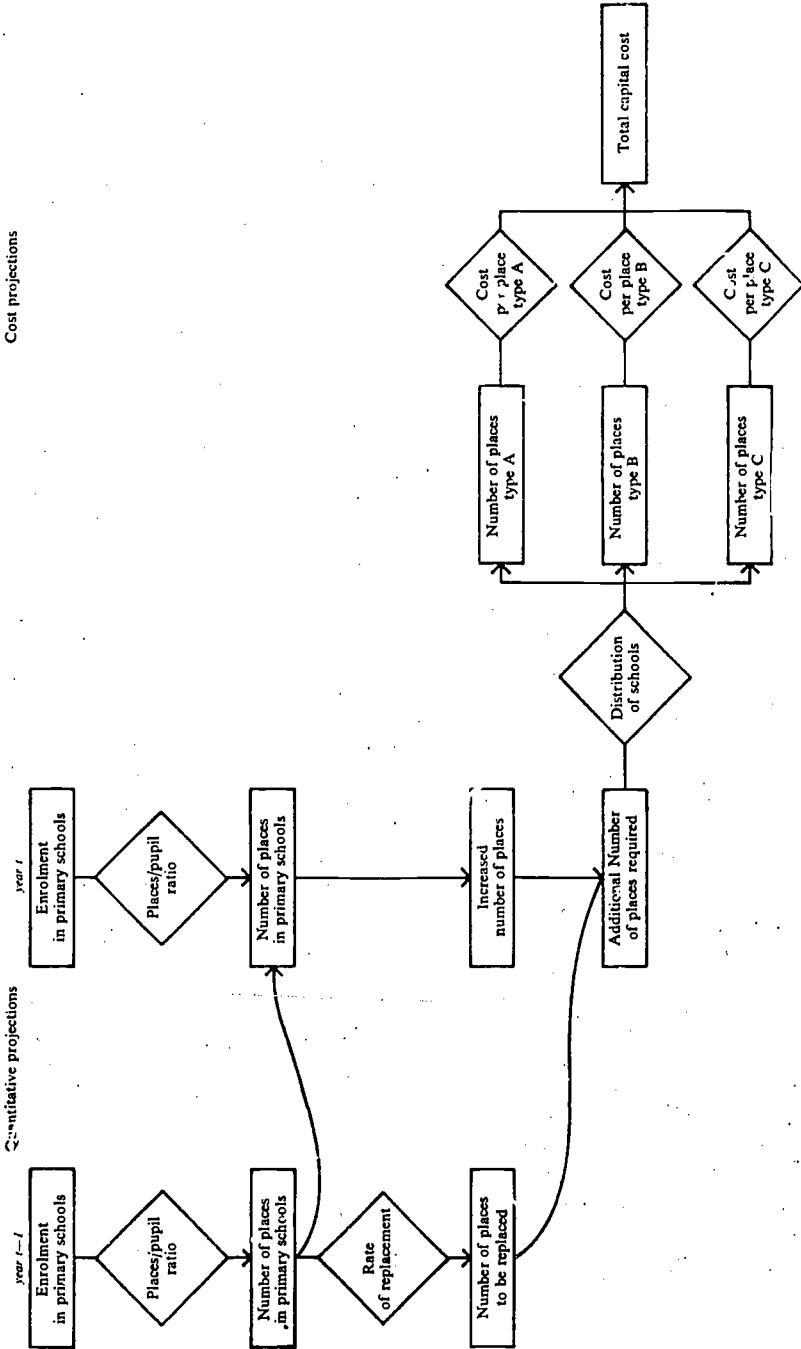 Quantitative projections
Cost projections
year t—1
year t
Enrolment
in primary schools
Enrolment
in primary schools
Places/pupil
ratio
Places/pupil
ratio
Number of places
in primary schools
Number of places
in primary schools
Rate
of replacement
Number of places
to be replaced
Increased
number of places
Additional Number
of places required
Distribution
of schools
Number of places
type A
Number of places
type B
Number of places
type C
Cost
per place
type A
Cost
per place
type B
Cost
per place
type C
Total capital cost